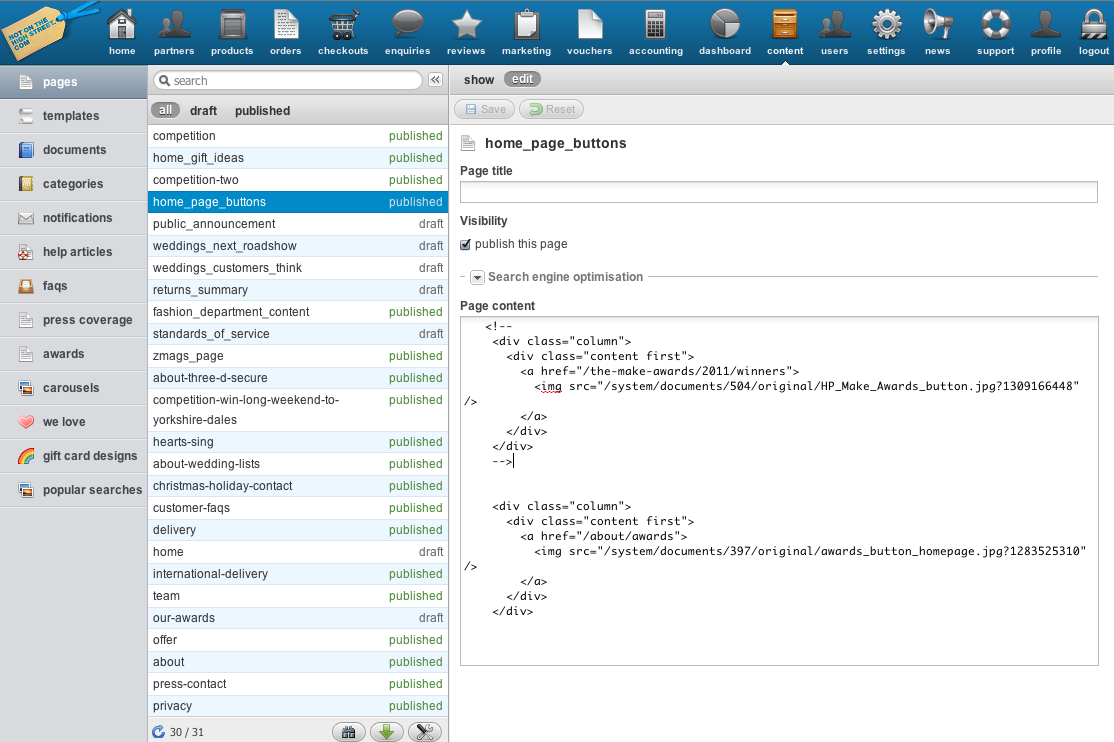 NOT ON THE
HIGH STREET.
COM
home
partners
products
orders
checkouts
enquiries
reviews
marketing
vouchers
accounting
dashboard
content
users
settings
news
support
profile
logout
pages
templates
documents
categories
notifications
help articles
faqs
press coverage
awards
carousels
we love
gift card designs
popular searches
search
all draft published
competition published
home_gift_ideas published
competition-two published
home_page_buttons published
public_announcement draft
weddings_next_roadshow draft
weddings_customers_think draft
returns_summary draft
fashion_department_content published
standards_of_service draft
zmags_page published
about-three-d-secure published
competition-win-long-weekend-to- published
yorkshire-dales
hearts-sing published
about-wedding-lists published
christmas-holiday-contact published
customer-faqs published
delivery published
home draft
international-delivery published
team published
our-awards draft
offer published
about published
press-contact published
privacy published
30 / 31
show edit
Save Reset
home_page_buttons
Page title
Visibility
publish this page
Search engine optimisation
Page content
<!--
<div class="column">
<div class="content first">
<a href="/the-make-awards/2011/winners">
<img src="/system/documents/504/original/HP_Make_Awards_button.jpg?1309166448"
/>
</a>
</div>
</div>
-->
<div class="column">
<div class="content first">
<a href="/about/awards">
<img src="/system/documents/397/original/awards_button_homepage.jpg?1283525310"
/>
</a>
</div>
</div>